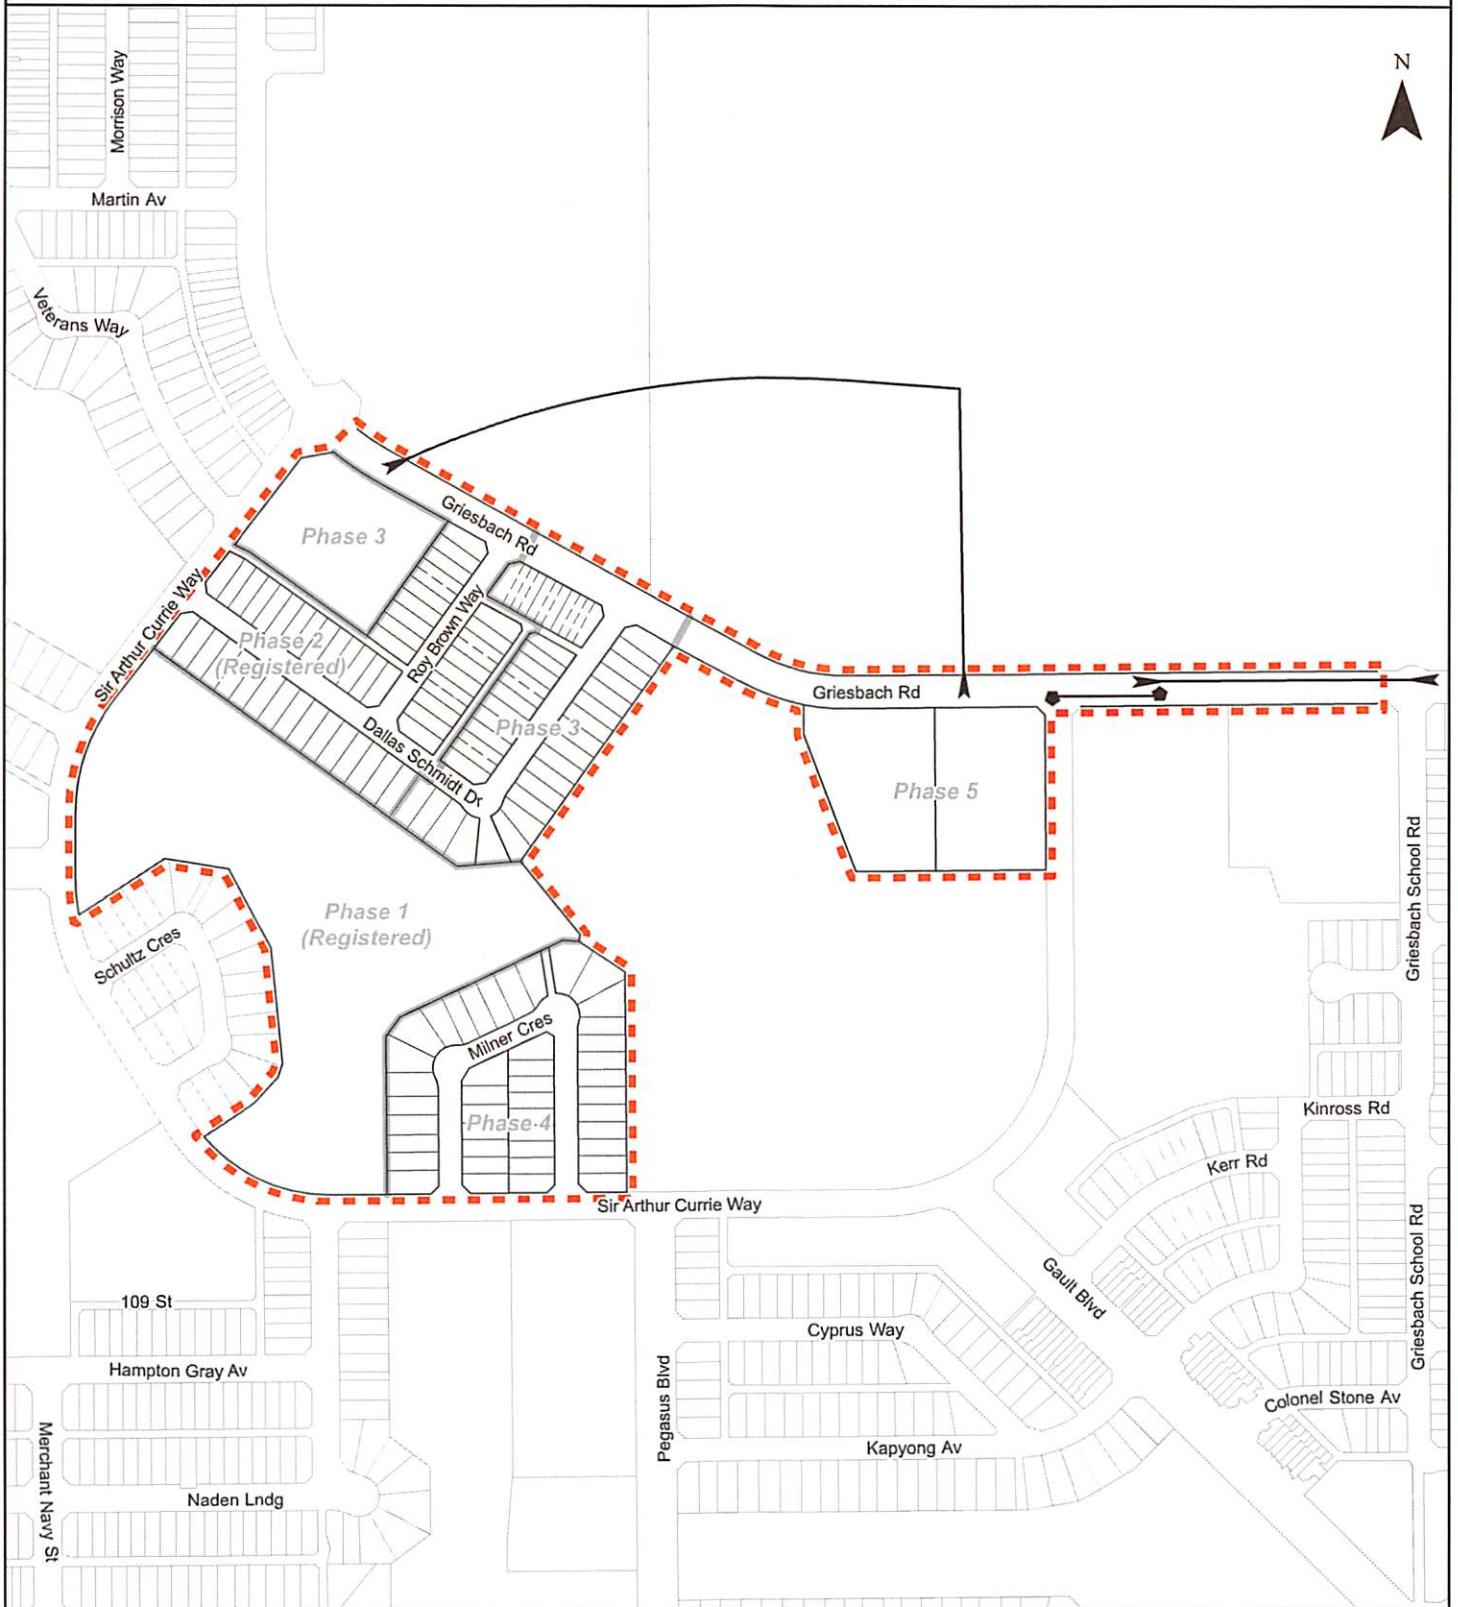 N
Morrison Way
Martin Av
Veterans Way
Griesbach Rd
Phase 3
Sir Arthur Currie Way
Phase 2
(Registered)
Roy Brown Way
Griesbach Rd
Phase 3
Dallas Schmidt Dr
Phase 5
Griesbach School Rd
Phase 1
(Registered)
Schultz Cres
Milner Cres
Phase 4
Kinross Rd
Kerr Rd
Sir Arthur Currie Way
Gault Blvd
Griesbach School Rd
109 St
Cyprus Way
Hampton Gray Av
Pegasus Blvd
Colonel Stone Av
Merchant Navy St
Kapyong Av
Naden Lndg